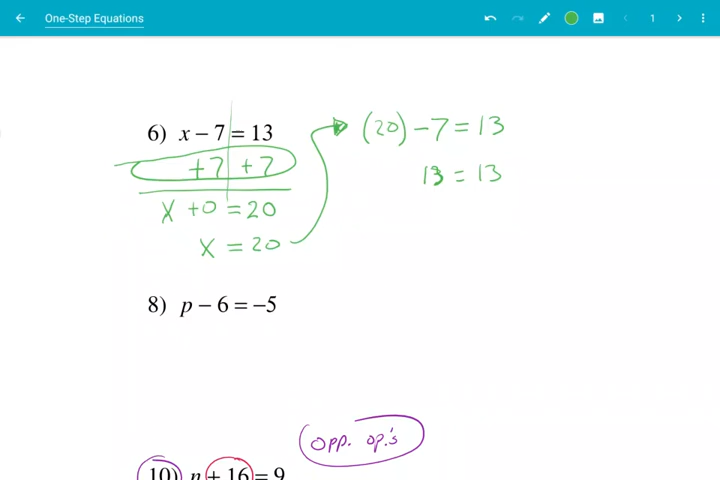 One-Step Equations
1
6) x − 7 = 13
+7 +7
x + 0 = 20
x = 20
(20) − 7 = 13
13 = 13
8) p − 6 = −5
opp. op.'s
10) n + 16 = 9